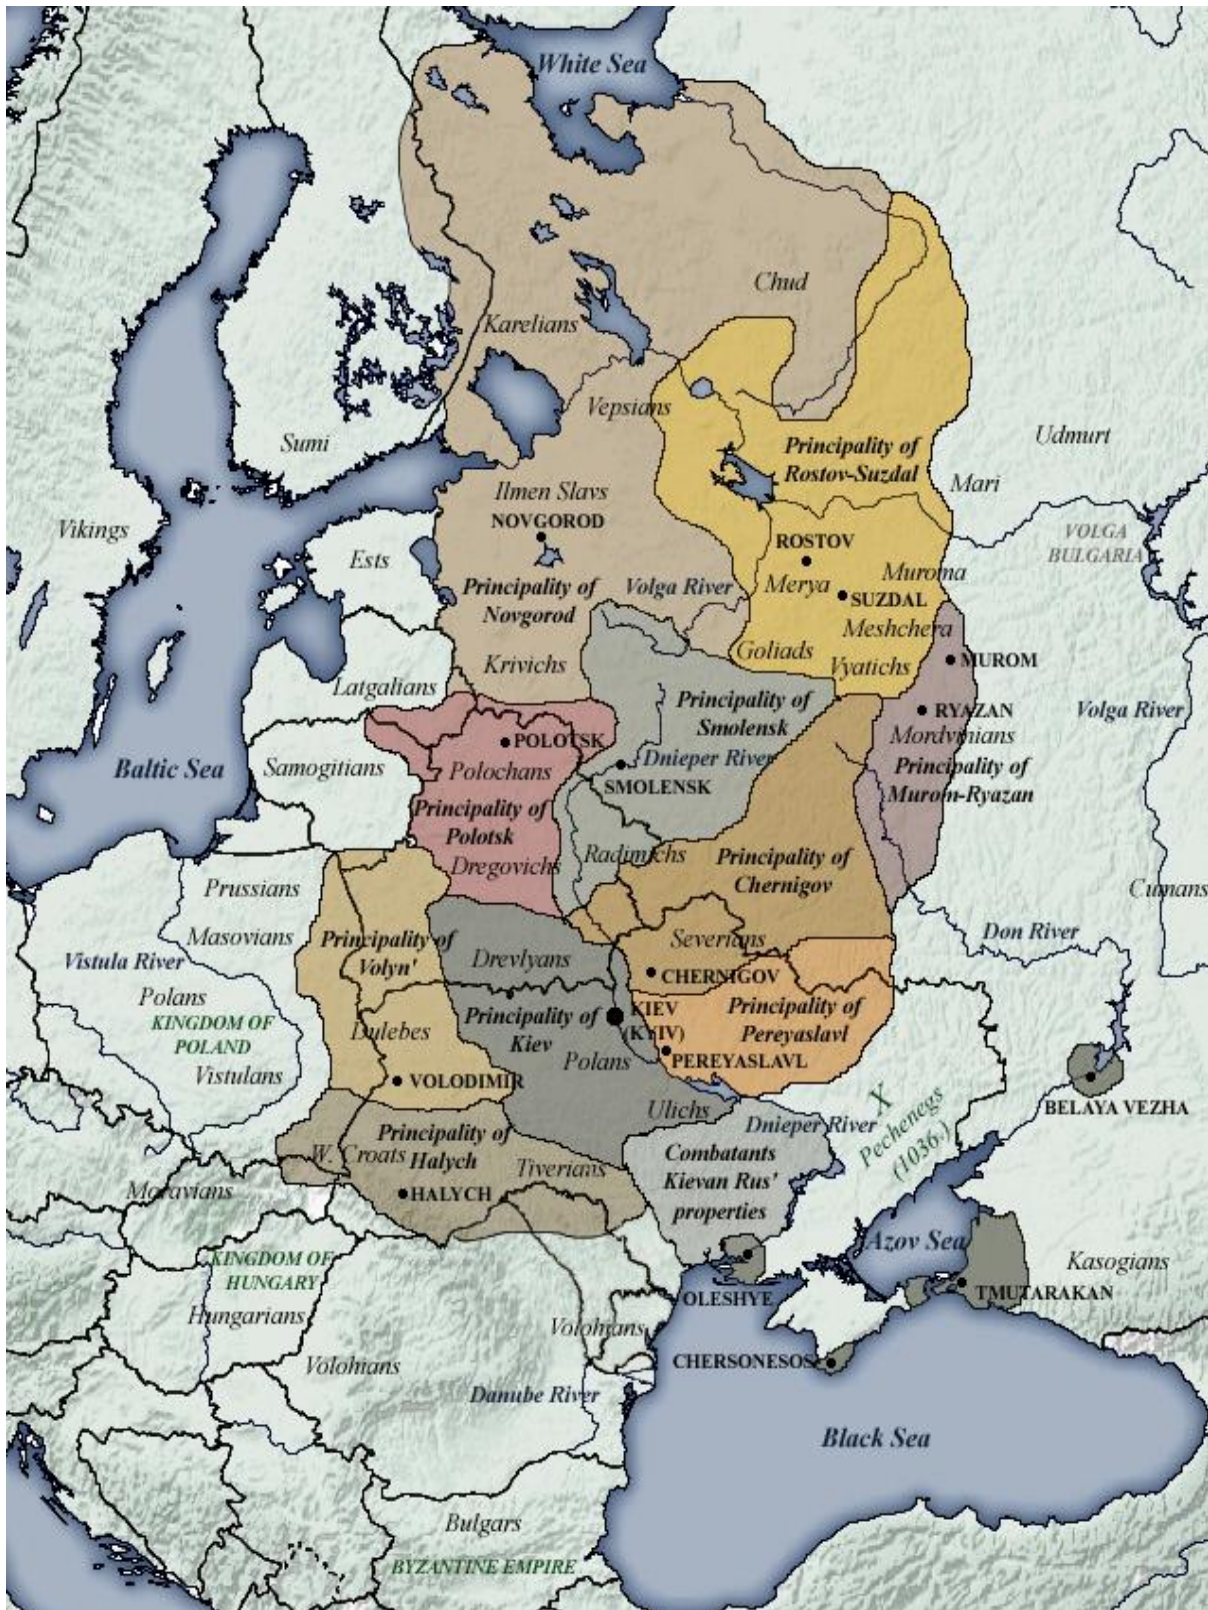 White Sea
Chud
Karelians
Vepsians
Sumi
Principality of
Rostov-Suzdal
Udmurt
Mari
Ilmen Slavs
NOVGOROD
Vikings
VOLGA
BULGARIA
ROSTOV
Ests
Principality of
Novgorod
Volga River
Merya
Muroma
SUZDAL
Meshchera
Goliads
Vyatichs
MUROM
Krivichs
Latgalians
Principality of
Smolensk
RYAZAN
Volga River
Mordvinians
POLOTSK
Dnieper River
Baltic Sea
Samogitians
Polochans
SMOLENSK
Principality of
Murom-Ryazan
Principality of
Polotsk
Radimichs
Principality of
Chernigov
Dregovichs
Prussians
Cumans
Masovians
Principality of
Volyn'
Severians
Don River
Vistula River
Drevlyans
CHERNIGOV
Polans
KINGDOM OF
POLAND
Dulebes
Principality of
Kiev
KIEV
(KYIV)
Principality of
Pereyaslavl
Polans
PEREYASLAVL
Vistulans
VOLODIMIR
Ulichs
X
Pechenegs
(1036.)
BELAYA VEZHA
Dnieper River
Principality of
Halych
W. Croats
Tiverians
Combatants
Kievan Rus'
properties
Moravians
HALYCH
Azov Sea
KINGDOM OF
HUNGARY
Kasogians
OLESHYE
TMUTARAKAN
Hungarians
Volohians
Volohians
CHERSONESOS
Danube River
Black Sea
Bulgars
BYZANTINE EMPIRE